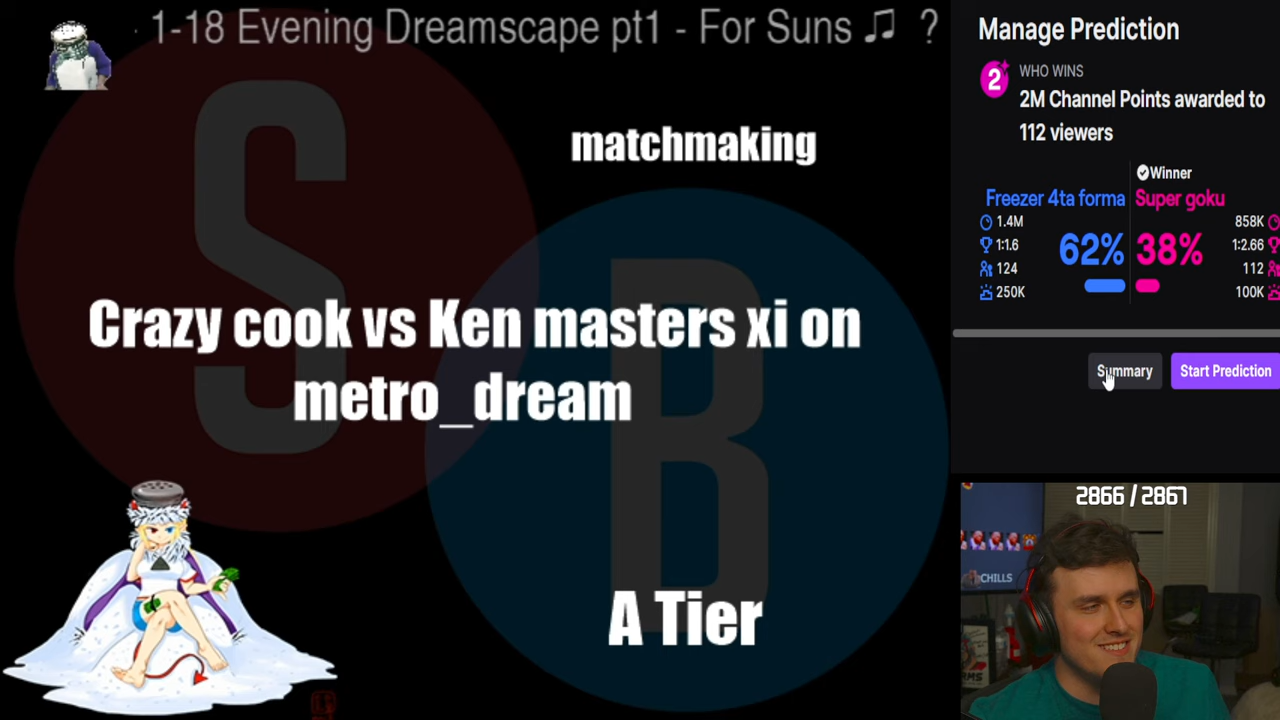 1-18 Evening Dreamscape pt1 - For Suns ♫ ?
S
B
matchmaking
Crazy cook vs Ken masters xi on
metro_dream
A Tier
Manage Prediction
2
WHO WINS
2M Channel Points awarded to
112 viewers
Winner
Freezer 4ta forma
Super goku
1.4M
858K
1:1.6
62%
38%
1:2.66
124
112
250K
100K
Summary
Start Prediction
2866 / 2867
CHILLS